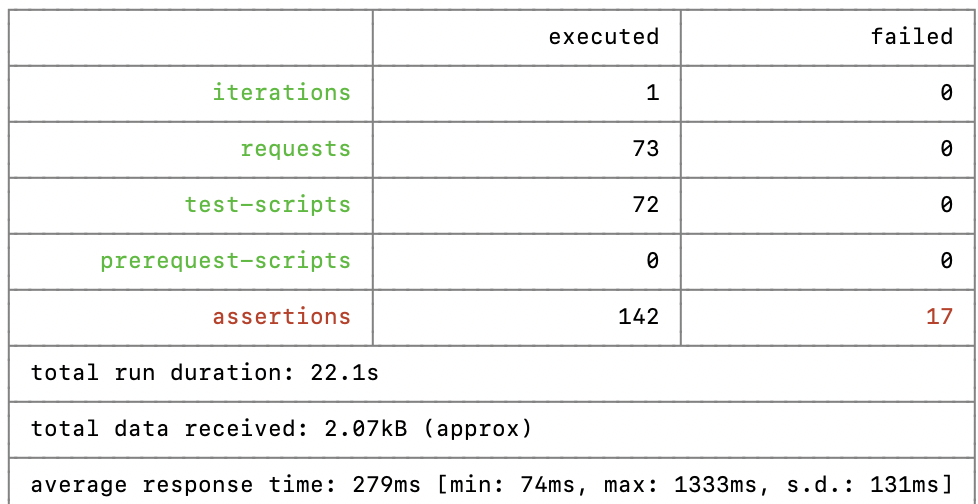 executed failed
iterations 1 0
requests 73 0
test-scripts 72 0
prerequest-scripts 0 0
assertions 142 17
total run duration: 22.1s
total data received: 2.07kB (approx)
average response time: 279ms [min: 74ms, max: 1333ms, s.d.: 131ms]